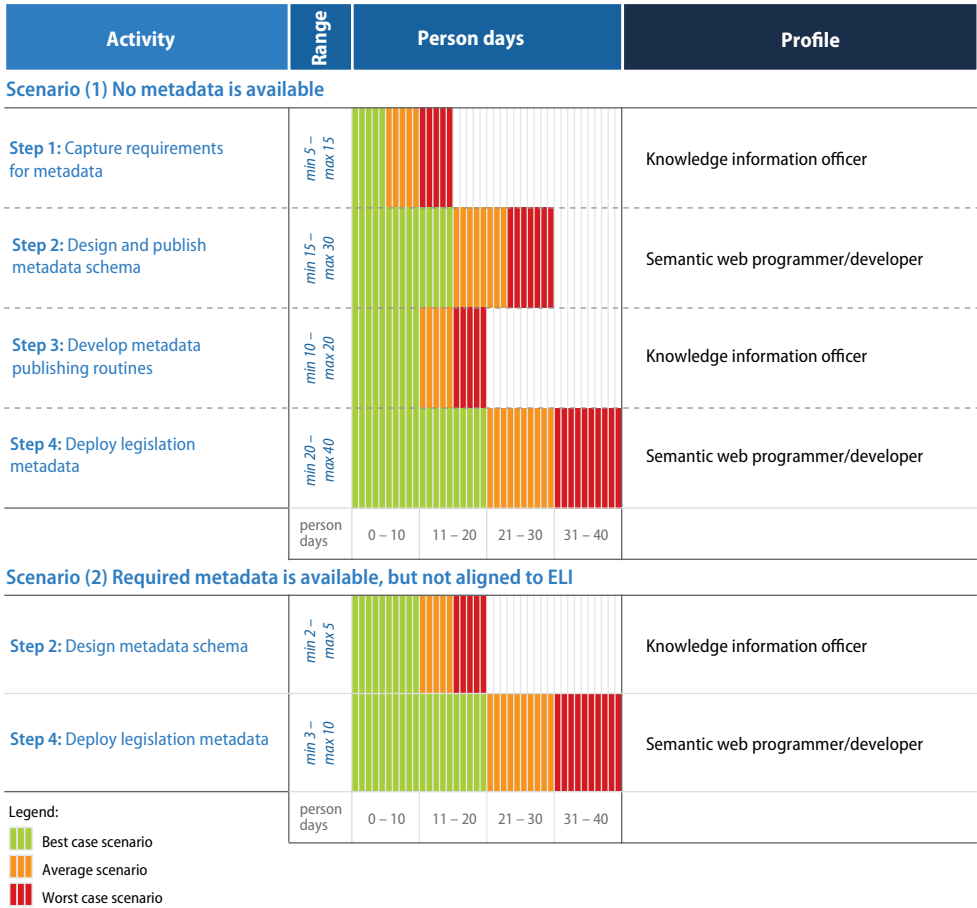 Activity
Range
Person days
Profile
Scenario (1) No metadata is available
Step 1: Capture requirements
for metadata
min 5 –
max 15
Knowledge information officer
Step 2: Design and publish
metadata schema
min 15 –
max 30
Semantic web programmer/developer
Step 3: Develop metadata
publishing routines
min 10 –
max 20
Knowledge information officer
Step 4: Deploy legislation
metadata
min 20 –
max 40
Semantic web programmer/developer
person
days
0 – 10
11 – 20
21 – 30
31 – 40
Scenario (2) Required metadata is available, but not aligned to ELI
Step 2: Design metadata schema
min 2 –
max 5
Knowledge information officer
Step 4: Deploy legislation metadata
min 3 –
max 10
Semantic web programmer/developer
person
days
0 – 10
11 – 20
21 – 30
31 – 40
Legend:
Best case scenario
Average scenario
Worst case scenario